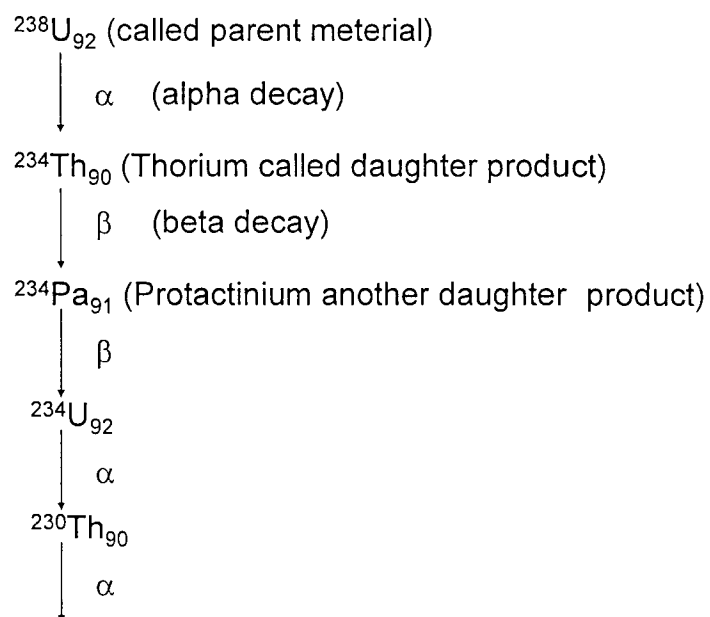 ²³⁸U₉₂ (called parent meterial)
α (alpha decay)
²³⁴Th₉₀ (Thorium called daughter product)
β (beta decay)
²³⁴Pa₉₁ (Protactinium another daughter product)
β
²³⁴U₉₂
α
²³⁰Th₉₀
α